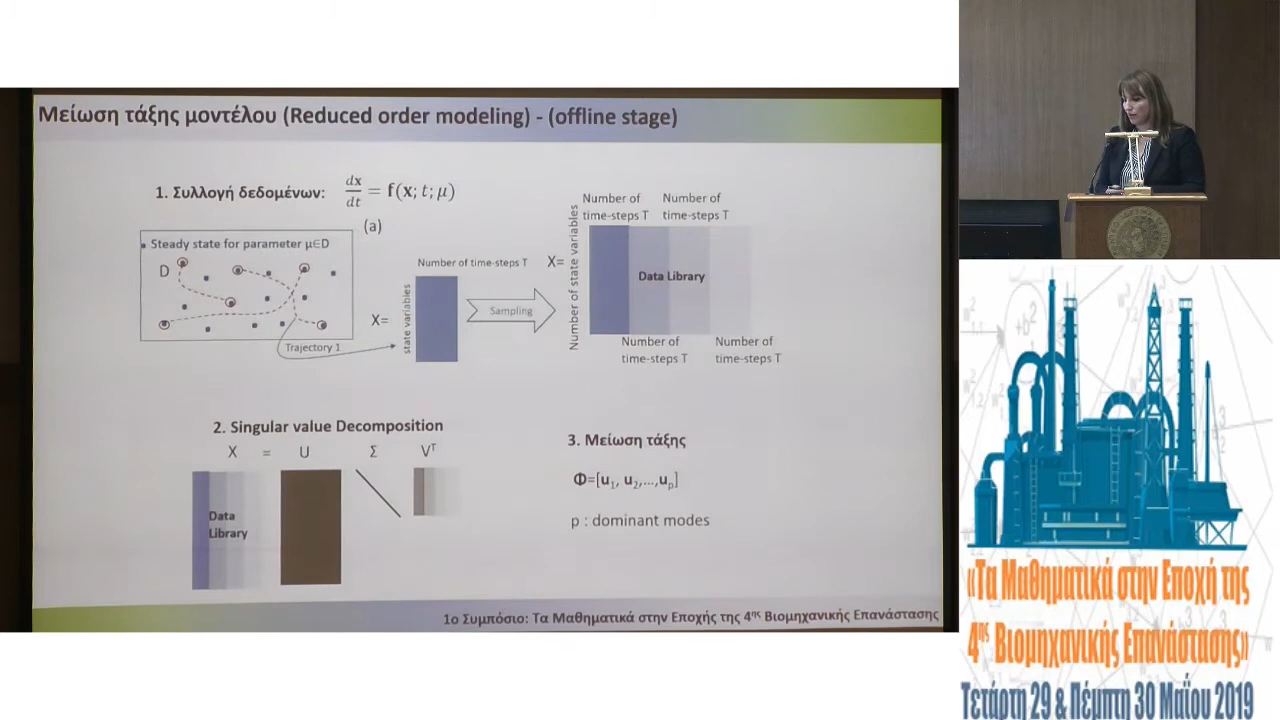 Μείωση τάξης μοντέλου (Reduced order modeling) - (offline stage)
1. Συλλογή δεδομένων: dx/dt = f(x; t; μ)
(a)
Steady state for parameter μ∈D
D
Trajectory 1
Number of time-steps T
X=
state variables
Sampling
X=
Number of state variables
Number of time-steps T
Number of time-steps T
Data Library
Number of time-steps T
Number of time-steps T
2. Singular value Decomposition
X = U Σ Vᵀ
Data
Library
3. Μείωση τάξης
Φ=[u₁, u₂,...,uₚ]
p : dominant modes
1ο Συμπόσιο: Τα Μαθηματικά στην Εποχής της 4ης Βιομηχανικής Επανάστασης
«Τα Μαθηματικά στην Εποχή της
4ης Βιομηχανικής Επανάστασης»
Τετάρτη 29 & Πέμπτη 30 Μαΐου 2019